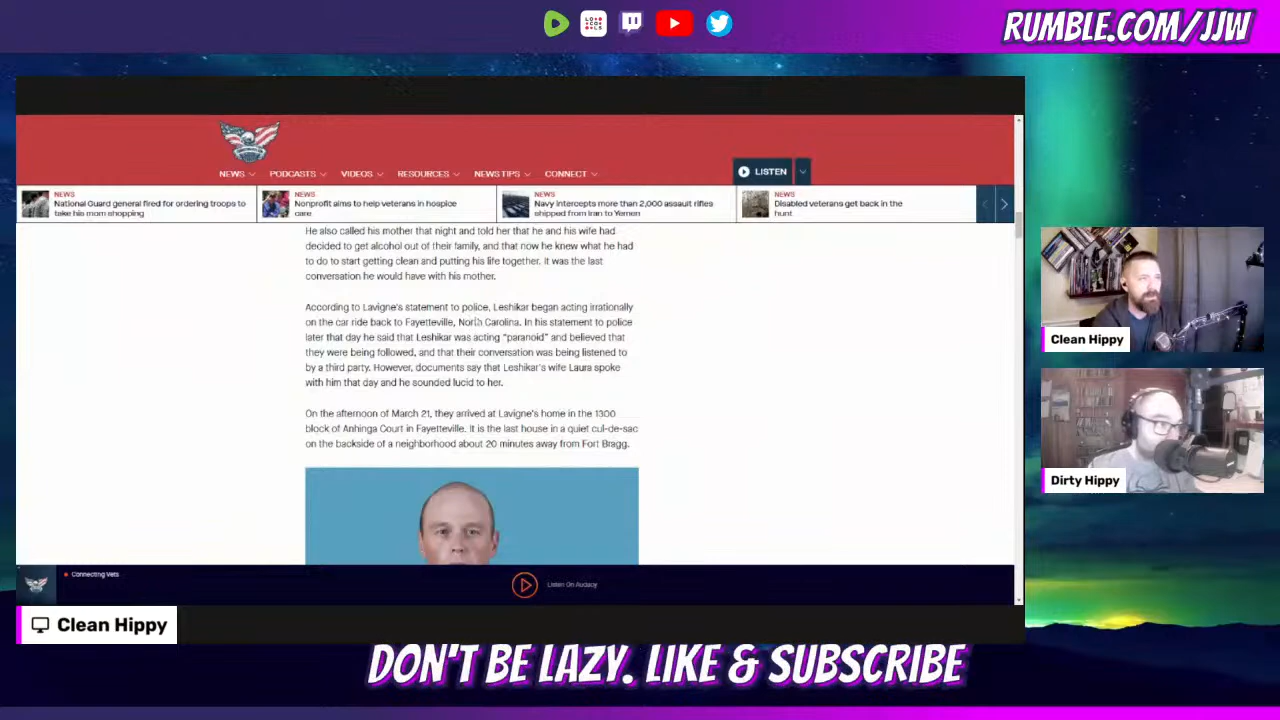 RUMBLE.COM/JJW
NEWS
PODCASTS
VIDEOS
RESOURCES
NEWS TIPS
CONNECT
LISTEN
NEWS
National Guard general fired for ordering troops to
take his mom shopping
NEWS
Nonprofit aims to help veterans in hospice
care
NEWS
Navy intercepts more than 2,000 assault rifles
shipped from Iran to Yemen
NEWS
Disabled veterans get back in the
hunt
He also called his mother that night and told her that he and his wife had
decided to get alcohol out of their family, and that now he knew what he had
to do to start getting clean and putting his life together. It was the last
conversation he would have with his mother.
According to Lavigne's statement to police, Leshikar began acting irrationally
on the car ride back to Fayetteville, North Carolina. In his statement to police
later that day he said that Leshikar was acting "paranoid" and believed that
they were being followed, and that their conversation was being listened to
by a third party. However, documents say that Leshikar's wife Laura spoke
with him that day and he sounded lucid to her.
On the afternoon of March 21, they arrived at Lavigne's home in the 1300
block of Anhinga Court in Fayetteville. It is the last house in a quiet cul-de-sac
on the backside of a neighborhood about 20 minutes away from Fort Bragg.
Connecting Vets
Listen On Audacy
Clean Hippy
Dirty Hippy
Clean Hippy
DON'T BE LAZY. LIKE & SUBSCRIBE